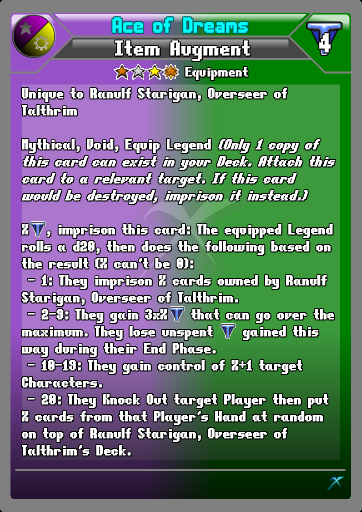 Ace of Dreams
Item Augment
4
Equipment
Unique to Ranulf Starigan, Overseer of
Talthrim
Mythical, Void, Equip Legend (Only 1 copy of
this card can exist in your Deck. Attach this
card to a relevant target. If this card
would be destroyed, imprison it instead.)
X, imprison this card: The equipped Legend
rolls a d20, then does the following based on
the result (X can't be 0):
- 1: They imprison X cards owned by Ranulf
Starigan, Overseer of Talthrim.
- 2-9: They gain 3xX that can go over the
maximum. They lose unspent gained this
way during their End Phase.
- 10-19: They gain control of X+1 target
Characters.
- 20: They Knock Out target Player then put
X cards from that Player's Hand at random
on top of Ranulf Starigan, Overseer of
Talthrim's Deck.